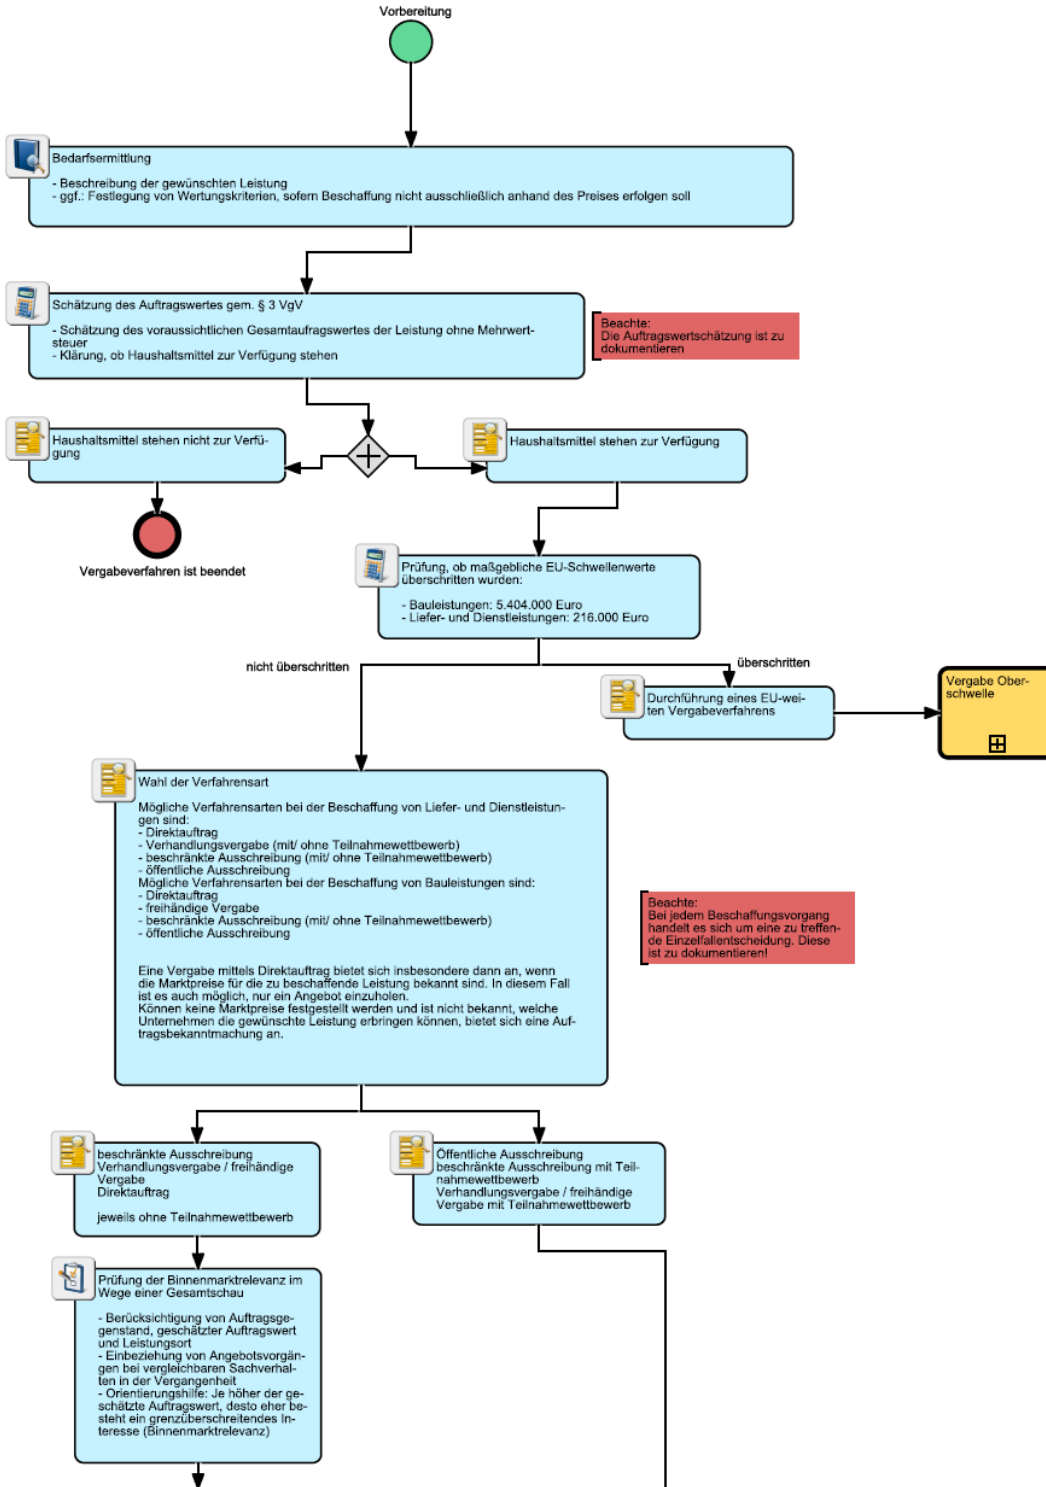 Vorbereitung
Bedarfsermittlung
- Beschreibung der gewünschten Leistung
- ggf.: Festlegung von Wertungskriterien, sofern Beschaffung nicht ausschließlich anhand des Preises erfolgen soll
Schätzung des Auftragswertes gem. § 3 VgV
- Schätzung des voraussichtlichen Gesamtaufragswertes der Leistung ohne Mehrwert-
steuer
- Klärung, ob Haushaltsmittel zur Verfügung stehen
Beachte:
Die Auftragswertschätzung ist zu
dokumentieren
Haushaltsmittel stehen nicht zur Verfü-
gung
Haushaltsmittel stehen zur Verfügung
Vergabeverfahren ist beendet
Prüfung, ob maßgebliche EU-Schwellenwerte
überschritten wurden:
- Bauleistungen: 5.404.000 Euro
- Liefer- und Dienstleistungen: 216.000 Euro
nicht überschritten
überschritten
Durchführung eines EU-wei-
ten Vergabeverfahrens
Vergabe Ober-
schwelle
Wahl der Verfahrensart
Mögliche Verfahrensarten bei der Beschaffung von Liefer- und Dienstleistun-
gen sind:
- Direktauftrag
- Verhandlungsvergabe (mit/ ohne Teilnahmewettbewerb)
- beschränkte Ausschreibung (mit/ ohne Teilnahmewettbewerb)
- öffentliche Ausschreibung
Mögliche Verfahrensarten bei der Beschaffung von Bauleistungen sind:
- Direktauftrag
- freihändige Vergabe
- beschränkte Ausschreibung (mit/ ohne Teilnahmewettbewerb)
- öffentliche Ausschreibung
Eine Vergabe mittels Direktauftrag bietet sich insbesondere dann an, wenn
die Marktpreise für die zu beschaffende Leistung bekannt sind. In diesem Fall
ist es auch möglich, nur ein Angebot einzuholen.
Können keine Marktpreise festgestellt werden und ist nicht bekannt, welche
Unternehmen die gewünschte Leistung erbringen können, bietet sich eine Auf-
tragsbekanntmachung an.
Beachte:
Bei jedem Beschaffungsvorgang
handelt es sich um eine zu treffen-
de Einzelfallentscheidung. Diese
ist zu dokumentieren!
beschränkte Ausschreibung
Verhandlungsvergabe / freihändige
Vergabe
Direktauftrag
jeweils ohne Teilnahmewettbewerb
Öffentliche Ausschreibung
beschränkte Ausschreibung mit Teil-
nahmewettbewerb
Verhandlungsvergabe / freihändige
Vergabe mit Teilnahmewettbewerb
Prüfung der Binnenmarktrelevanz im
Wege einer Gesamtschau
- Berücksichtigung von Auftragsge-
genstand, geschätzter Auftragswert
und Leistungsort
- Einbeziehung von Angebotsvorgän-
gen bei vergleichbaren Sachverhal-
ten in der Vergangenheit
- Orientierungshilfe: Je höher der ge-
schätzte Auftragswert, desto eher be-
steht ein grenzüberschreitendes In-
teresse (Binnenmarktrelevanz)